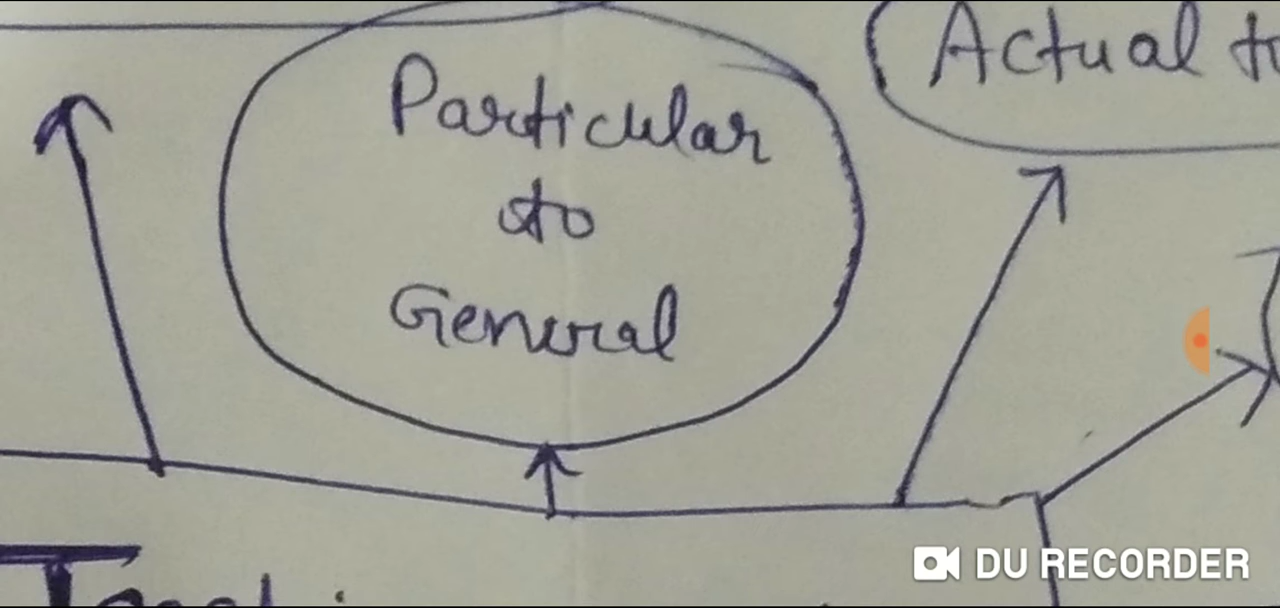 Actual
Particular
to
General
DU RECORDER